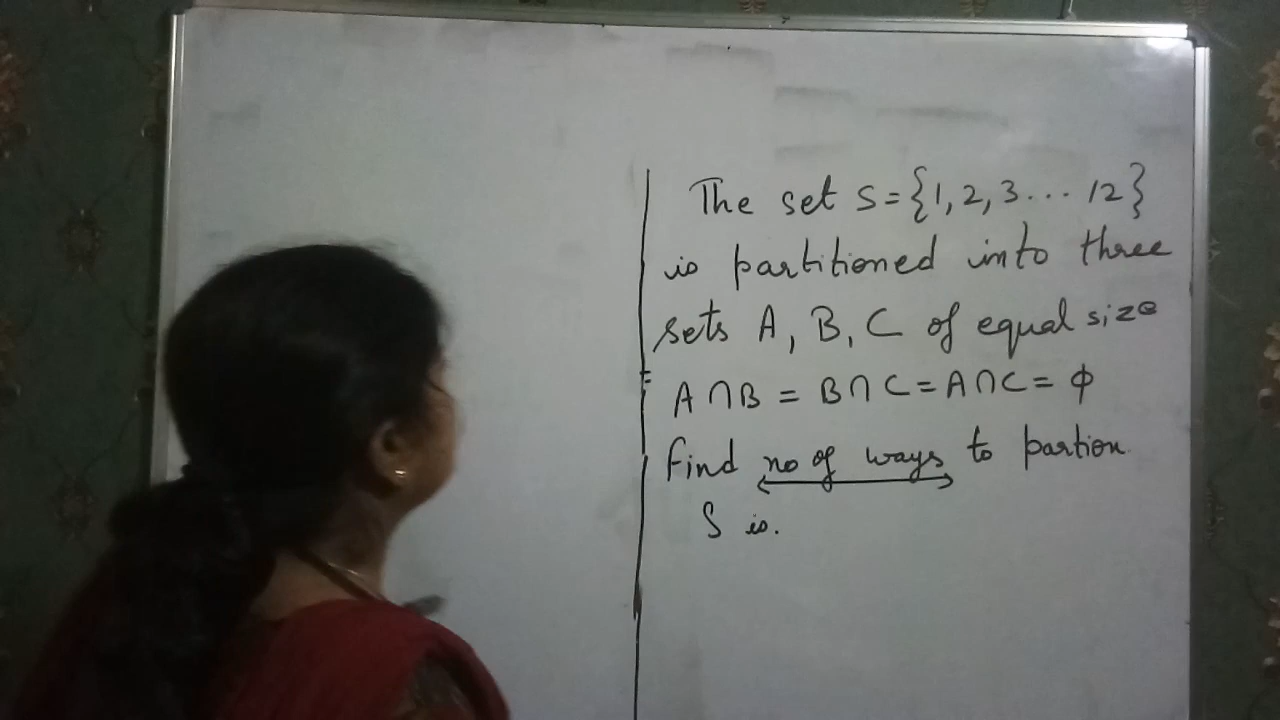 The set S={1,2,3... 12}
is partitioned into three
sets A, B, C of equal size
A∩B = B∩C = A∩C = ϕ
find no of ways to partion.
S is.